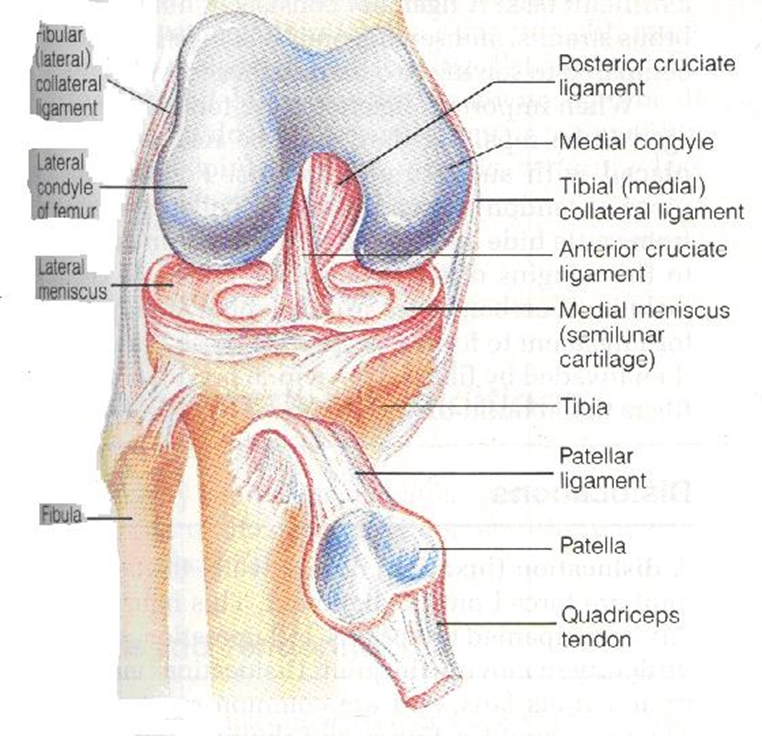 Fibular
(lateral)
collateral
ligament
Lateral
condyle
of femur
Lateral
meniscus
Fibula
Posterior cruciate
ligament
Medial condyle
Tibial (medial)
collateral ligament
Anterior cruciate
ligament
Medial meniscus
(semilunar
cartilage)
Tibia
Patellar
ligament
Patella
Quadriceps
tendon